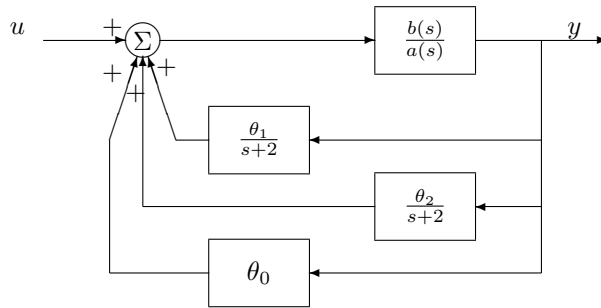 u + Σ b(s)/a(s) y
+ + +
θ₁/s+2
θ₂/s+2
θ₀